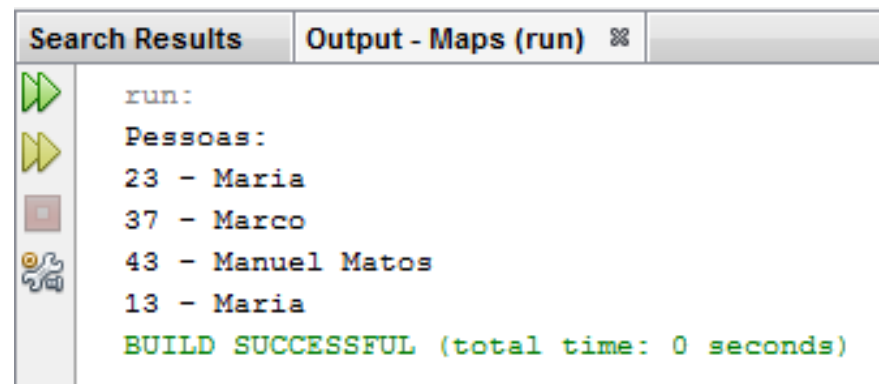 Search Results Output - Maps (run)
run:
Pessoas:
23 - Maria
37 - Marco
43 - Manuel Matos
13 - Maria
BUILD SUCCESSFUL (total time: 0 seconds)